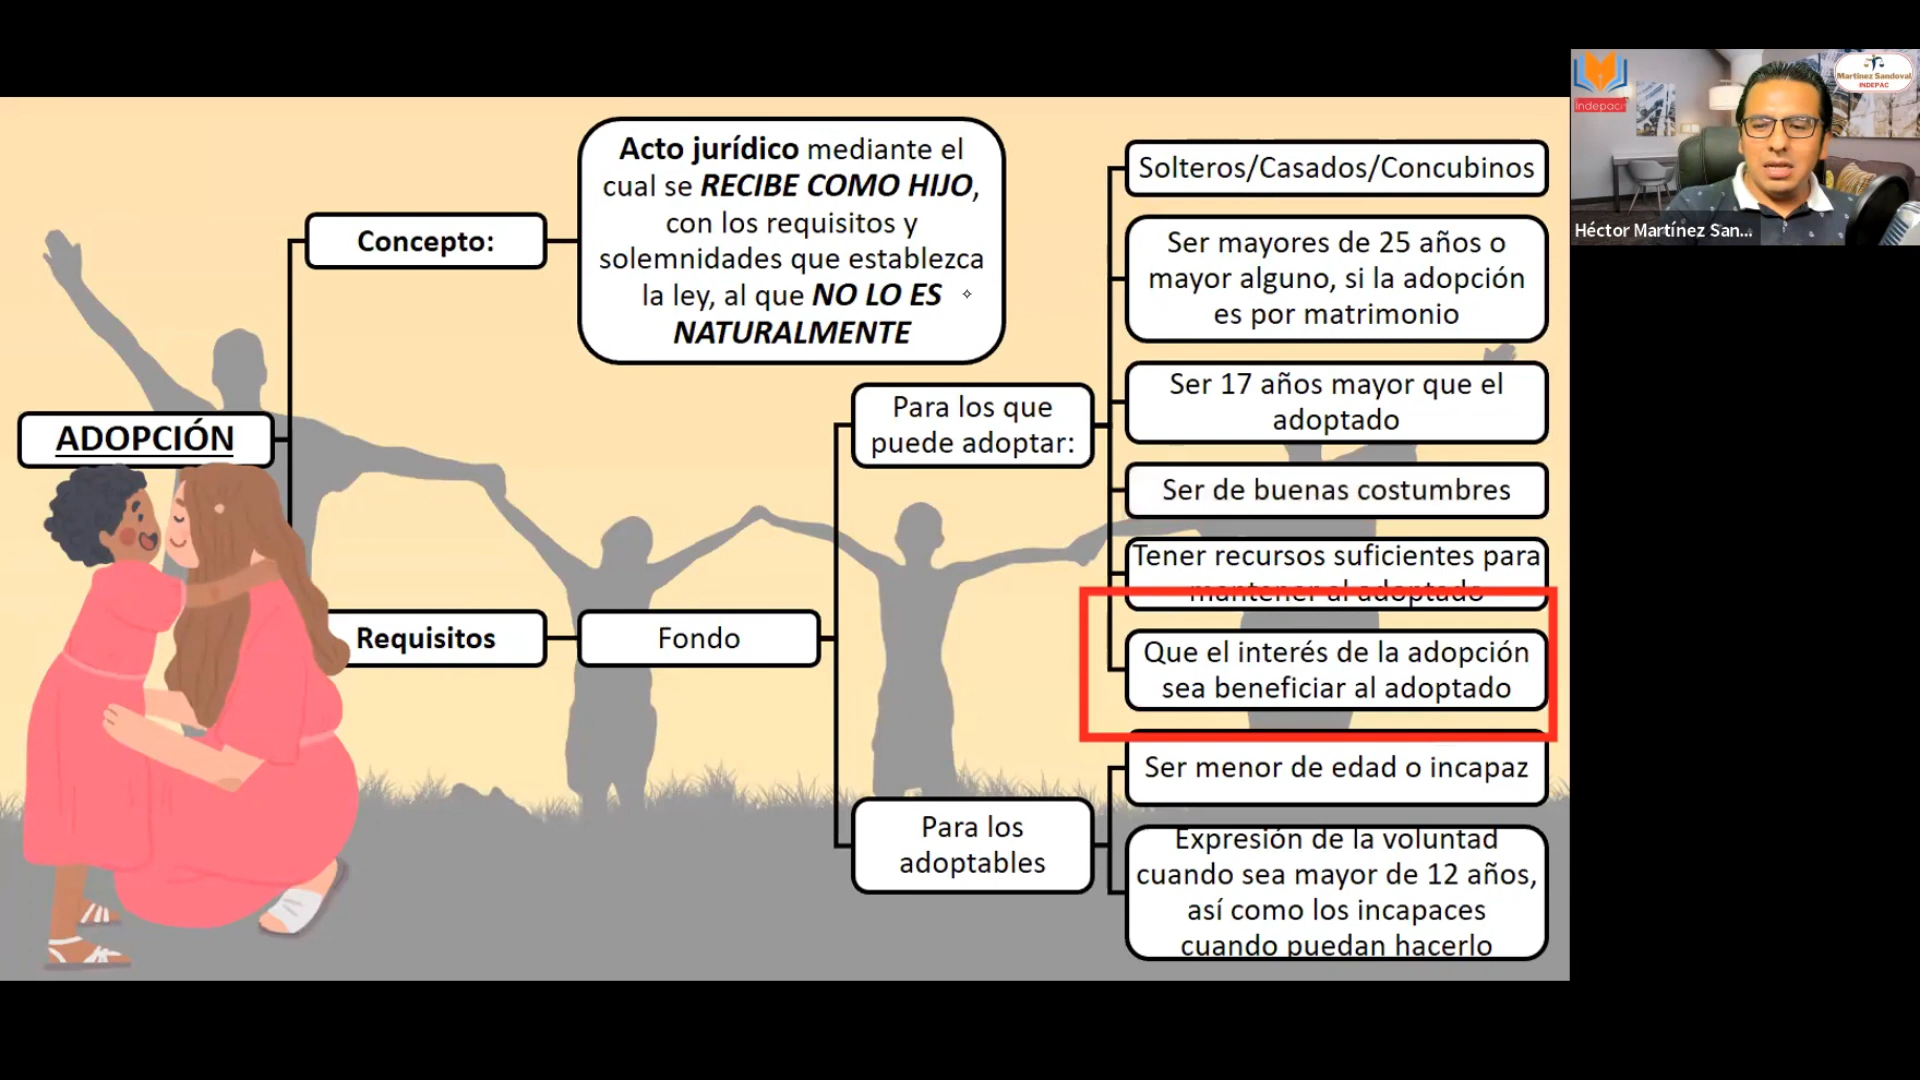 ADOPCIÓN
Concepto:
Acto jurídico mediante el
cual se RECIBE COMO HIJO,
con los requisitos y
solemnidades que establezca
la ley, al que NO LO ES
NATURALMENTE
Requisitos
Fondo
Para los que
puede adoptar:
Solteros/Casados/Concubinos
Ser mayores de 25 años o
mayor alguno, si la adopción
es por matrimonio
Ser 17 años mayor que el
adoptado
Ser de buenas costumbres
Tener recursos suficientes para
mantener al adoptado
Que el interés de la adopción
sea beneficiar al adoptado
Para los
adoptables
Ser menor de edad o incapaz
Expresión de la voluntad
cuando sea mayor de 12 años,
así como los incapaces
cuando puedan hacerlo
Indepac
Martínez Sandoval
INDEPAC
Héctor Martínez San...